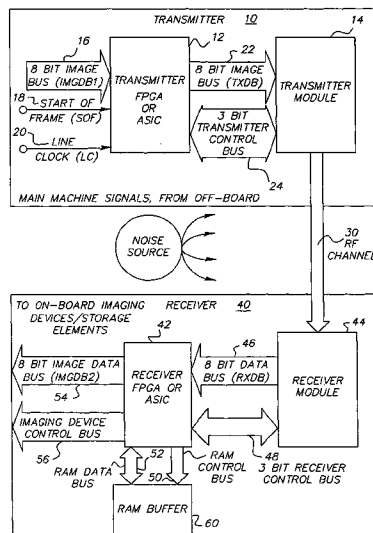 TRANSMITTER 10
16
12
22
14
8 BIT IMAGE
BUS (IMGDB1)
18
START OF
FRAME (SOF)
20
LINE
CLOCK (LC)
TRANSMITTER
FPGA
OR
ASIC
8 BIT IMAGE
BUS (TXDB)
3 BIT
TRANSMITTER
CONTROL
BUS
24
TRANSMITTER
MODULE
MAIN MACHINE SIGNALS, FROM OFF-BOARD
NOISE
SOURCE
30
RF
CHANNEL
TO ON-BOARD IMAGING
DEVICES/STORAGE
ELEMENTS
RECEIVER 40
42
44
46
8 BIT IMAGE DATA
BUS (IMGDB2)
54
IMAGING DEVICE
CONTROL BUS
56
RECEIVER
FPGA OR
ASIC
8 BIT DATA
BUS (RXDB)
RECEIVER
MODULE
48
3 BIT RECEIVER
CONTROL BUS
RAM DATA
BUS
52
50
RAM CONTROL
BUS
RAM BUFFER
60